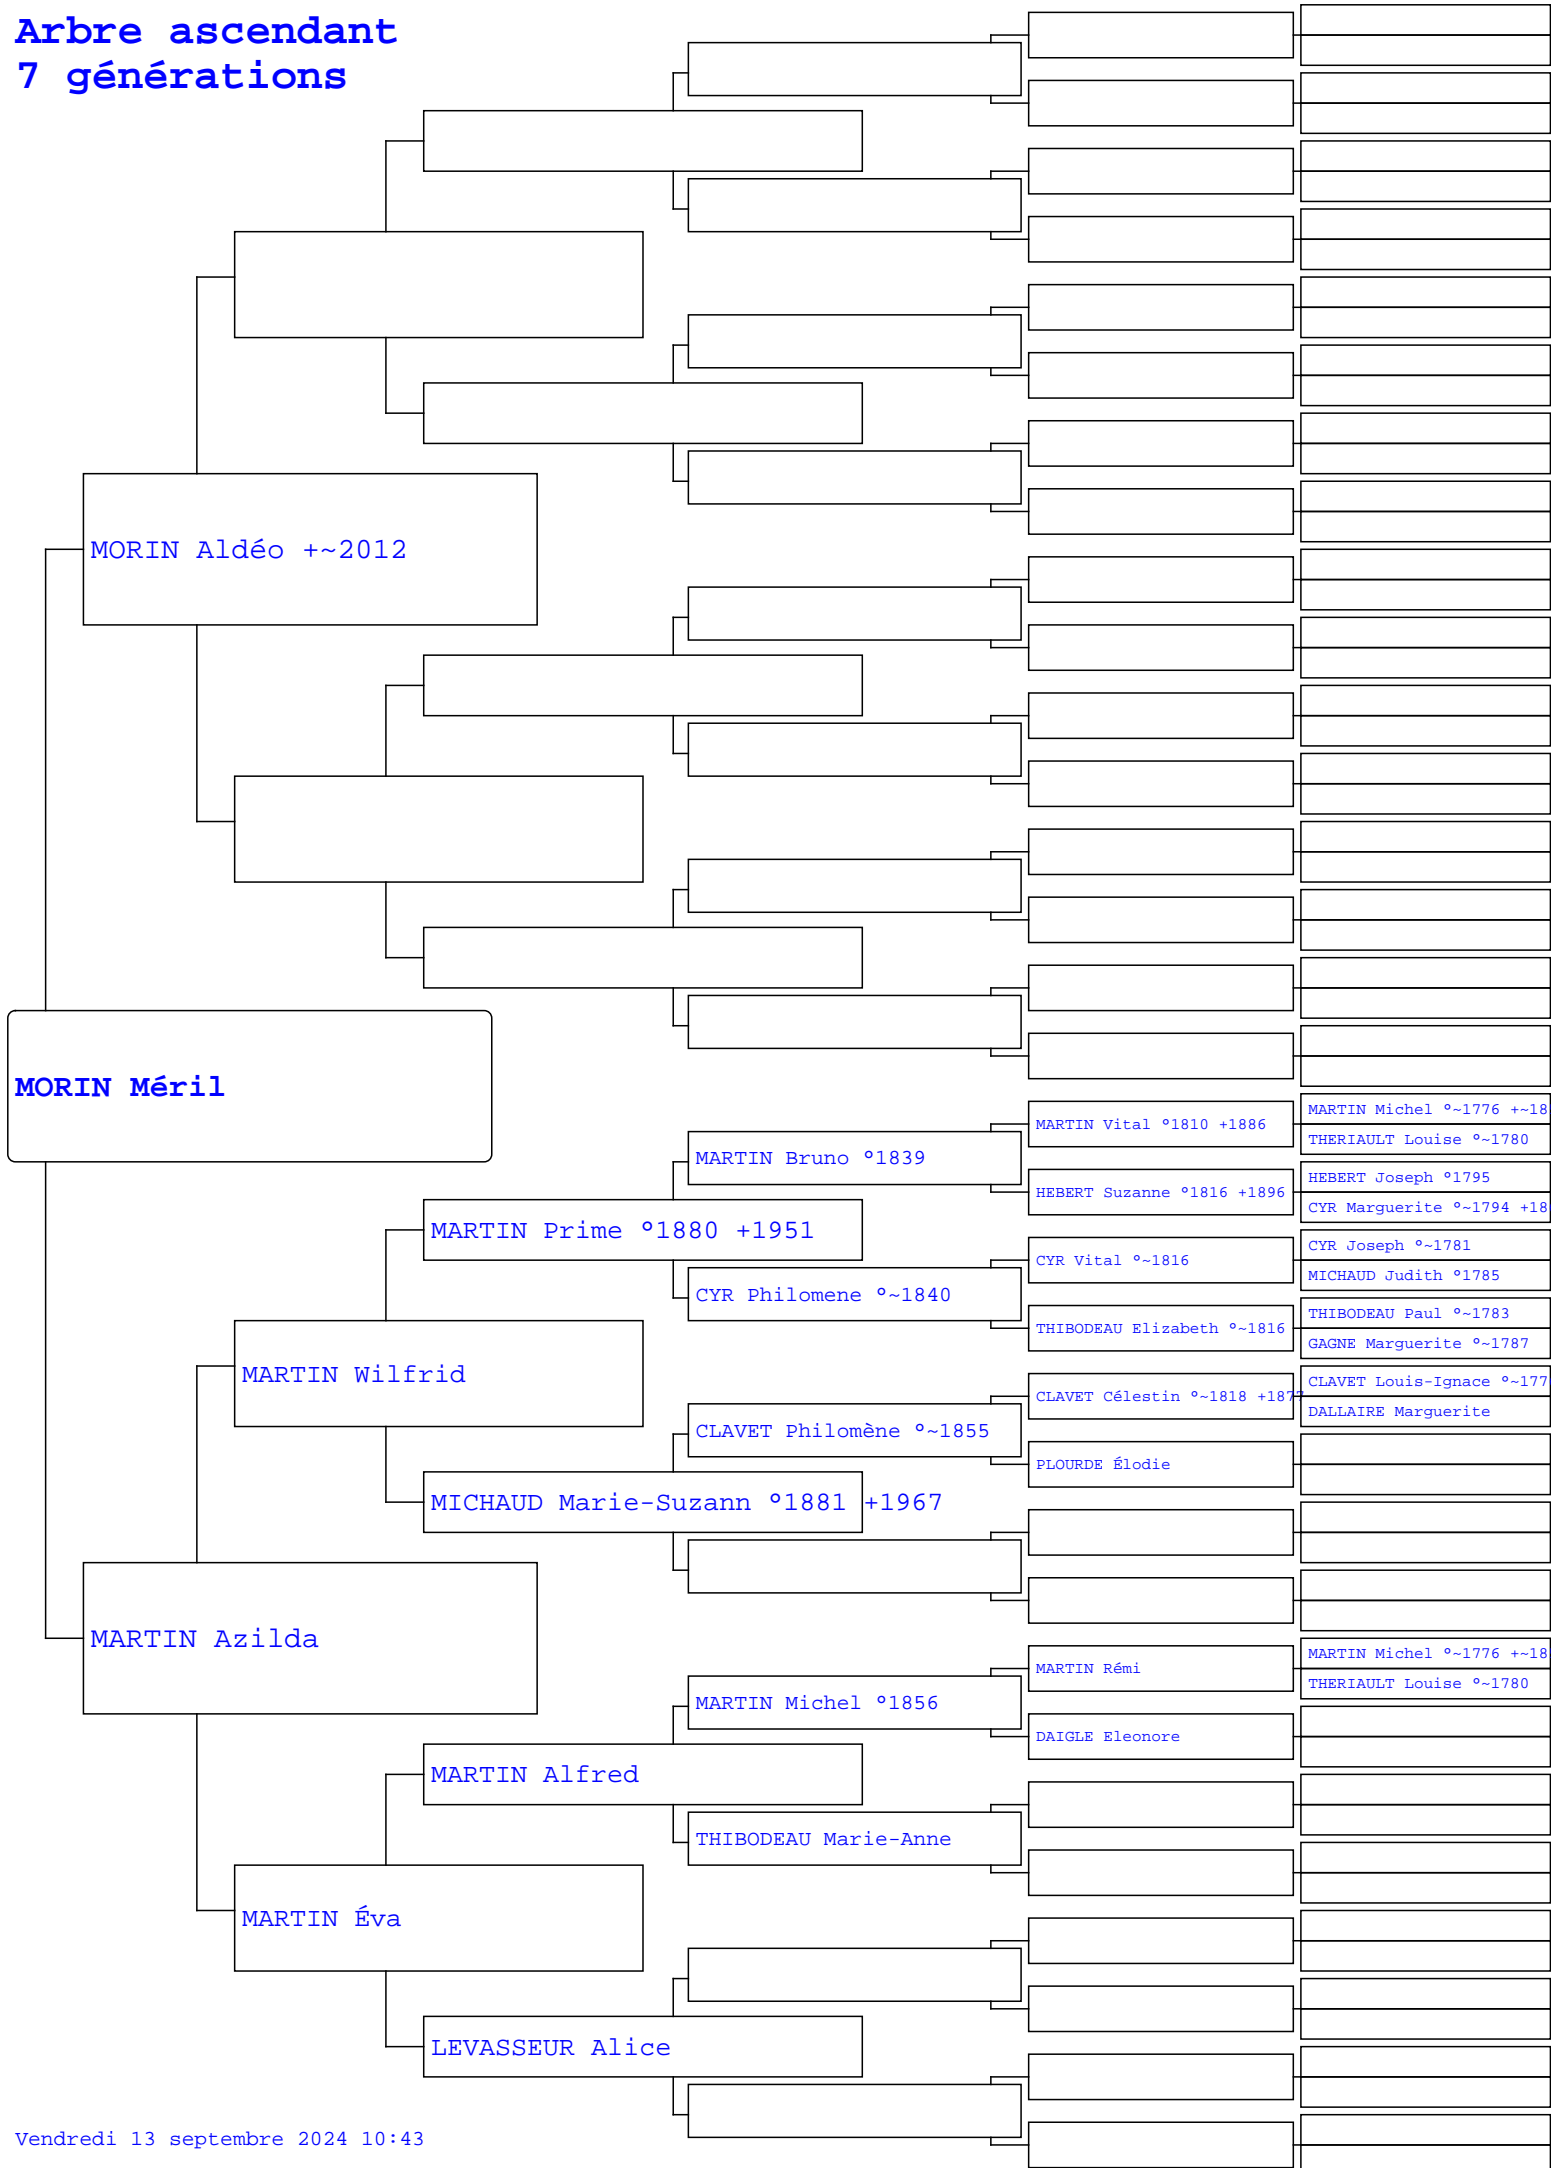 Arbre ascendant
7 générations
MORIN Aldéo +~2012
MORIN Méril
MARTIN Michel °~1776 +~18
MARTIN Vital °1810 +1886
THERIAULT Louise °~1780
MARTIN Bruno °1839
HEBERT Joseph °1795
HEBERT Suzanne °1816 +1896
CYR Marguerite °~1794 +18
MARTIN Prime °1880 +1951
CYR Joseph °~1781
CYR Vital °~1816
MICHAUD Judith °1785
CYR Philomene °~1840
THIBODEAU Paul °~1783
THIBODEAU Elizabeth °~1816
GAGNE Marguerite °~1787
MARTIN Wilfrid
CLAVET Louis-Ignace °~177
CLAVET Célestin °~1818 +1877
DALLAIRE Marguerite
CLAVET Philomène °~1855
PLOURDE Élodie
MICHAUD Marie-Suzann °1881 +1967
MARTIN Azilda
MARTIN Michel °~1776 +~18
MARTIN Rémi
THERIAULT Louise °~1780
MARTIN Michel °1856
DAIGLE Eleonore
MARTIN Alfred
THIBODEAU Marie-Anne
MARTIN Éva
LEVASSEUR Alice
Vendredi 13 septembre 2024 10:43